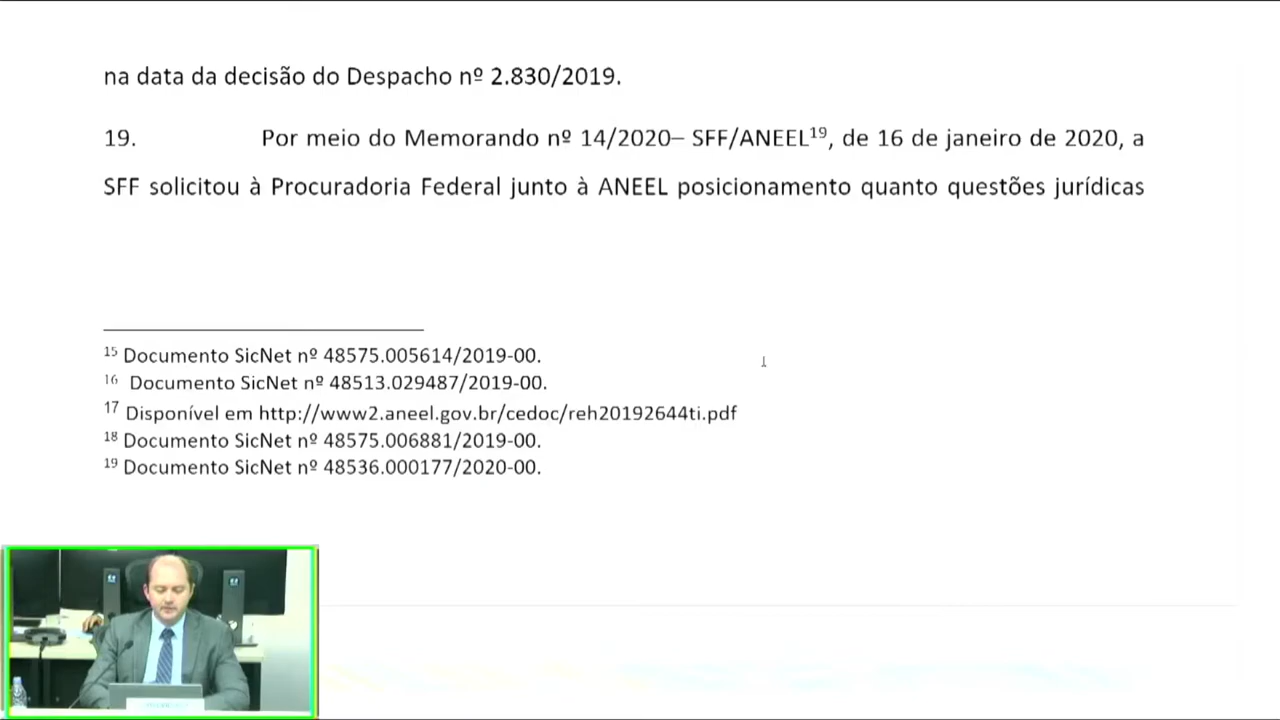 na data da decisão do Despacho nº 2.830/2019.
19. Por meio do Memorando nº 14/2020– SFF/ANEEL19, de 16 de janeiro de 2020, a
SFF solicitou à Procuradoria Federal junto à ANEEL posicionamento quanto questões jurídicas
15 Documento SicNet nº 48575.005614/2019-00.
16 Documento SicNet nº 48513.029487/2019-00.
17 Disponível em http://www2.aneel.gov.br/cedoc/reh20192644ti.pdf
18 Documento SicNet nº 48575.006881/2019-00.
19 Documento SicNet nº 48536.000177/2020-00.